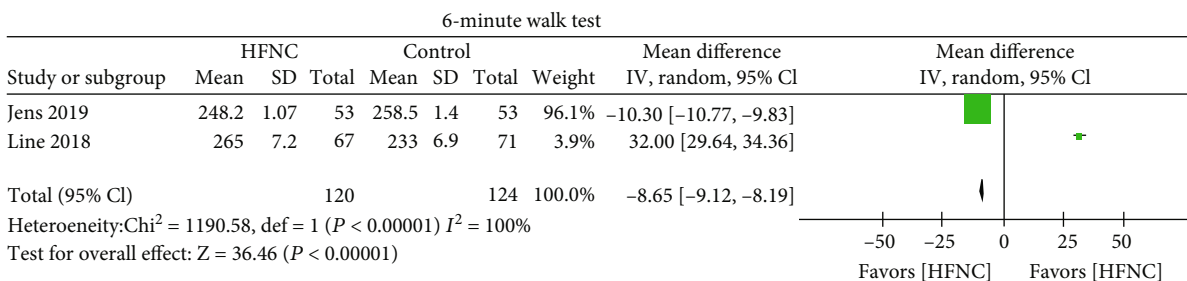 6-minute walk test
HFNC Control Mean difference Mean difference
Study or subgroup Mean SD Total Mean SD Total Weight IV, random, 95% Cl IV, random, 95% Cl
Jens 2019 248.2 1.07 53 258.5 1.4 53 96.1% −10.30 [−10.77, −9.83]
Line 2018 265 7.2 67 233 6.9 71 3.9% 32.00 [29.64, 34.36]
Total (95% Cl) 120 124 100.0% −8.65 [−9.12, −8.19]
Heteroeneity:Chi² = 1190.58, def = 1 (P < 0.00001) I² = 100%
Test for overall effect: Z = 36.46 (P < 0.00001)
−50 −25 0 25 50
Favors [HFNC] Favors [HFNC]